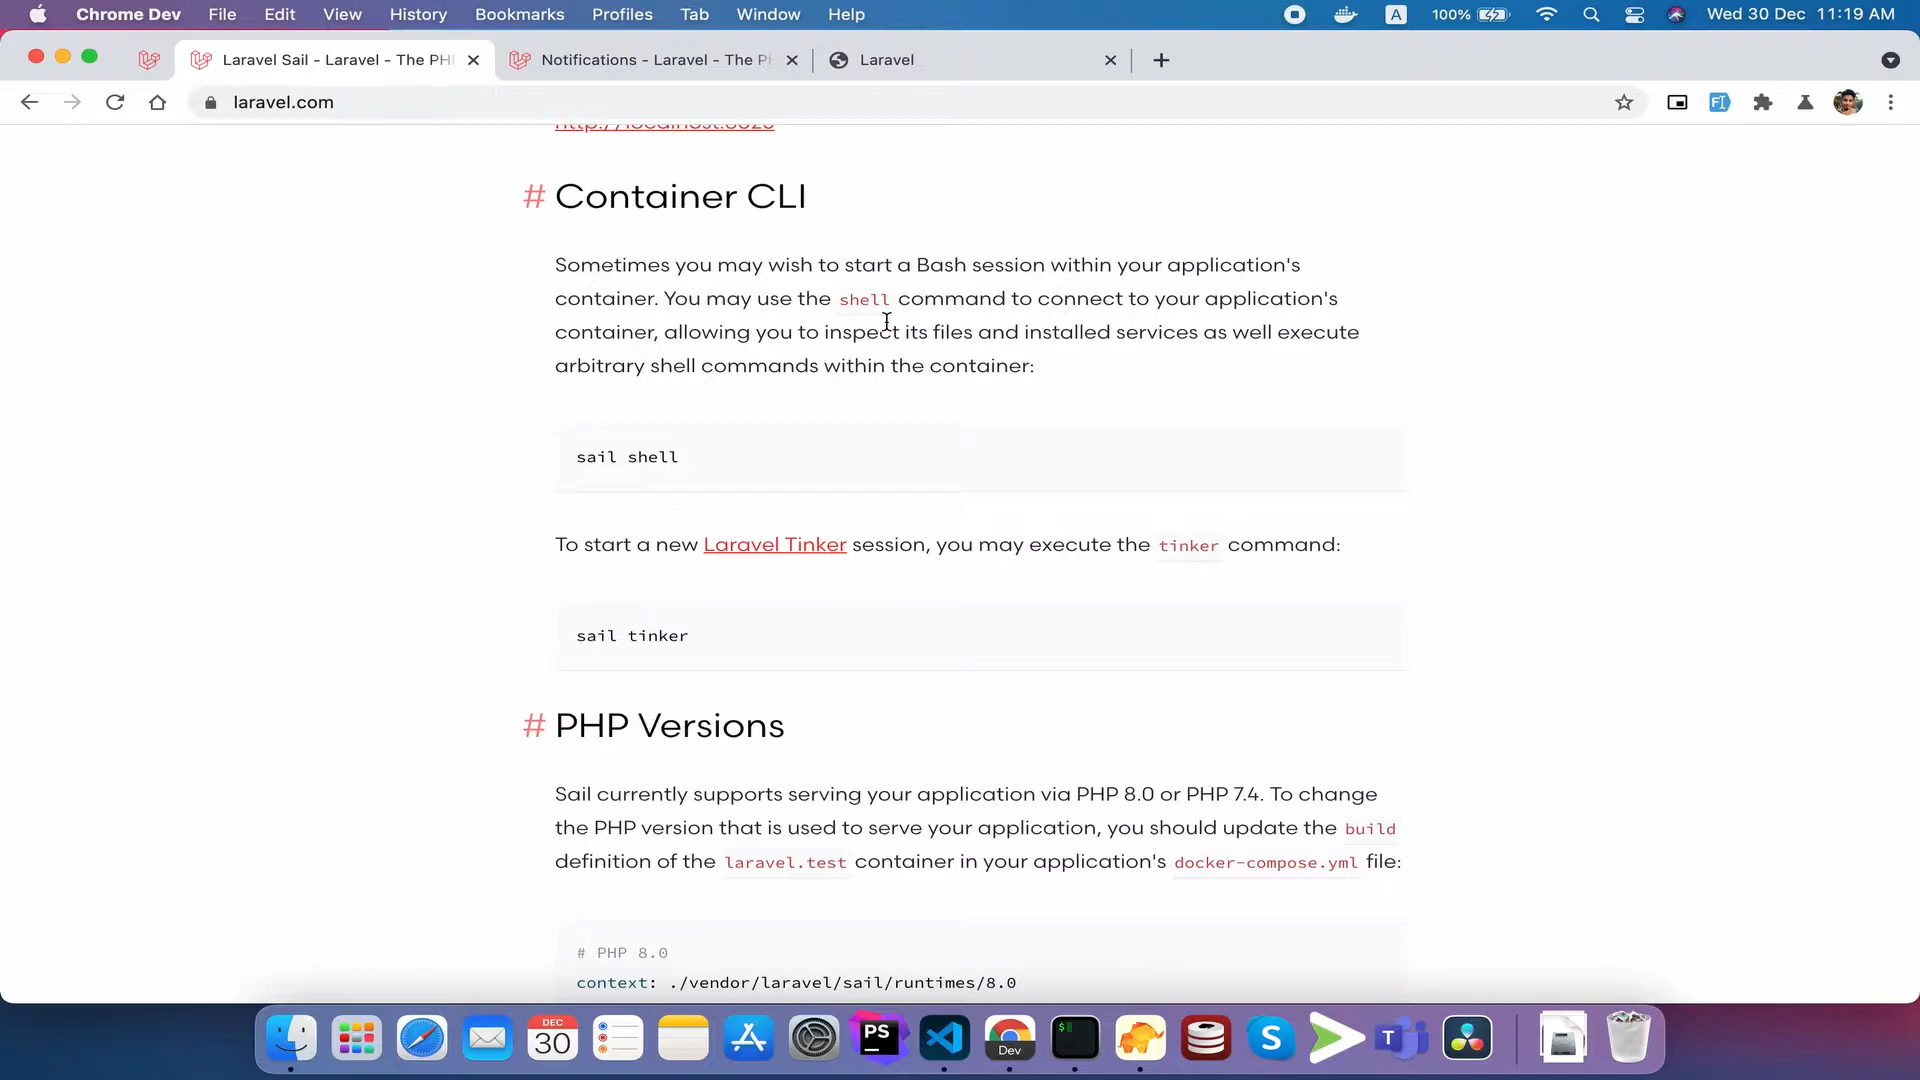 Chrome Dev File Edit View History Bookmarks Profiles Tab Window Help A 100% Wed 30 Dec 11:19 AM
Laravel Sail - Laravel - The PH Notifications - Laravel - The P Laravel
laravel.com
http://localhost:8025
# Container CLI
Sometimes you may wish to start a Bash session within your application's
container. You may use the shell command to connect to your application's
container, allowing you to inspect its files and installed services as well execute
arbitrary shell commands within the container:
sail shell
To start a new Laravel Tinker session, you may execute the tinker command:
sail tinker
# PHP Versions
Sail currently supports serving your application via PHP 8.0 or PHP 7.4. To change
the PHP version that is used to serve your application, you should update the build
definition of the laravel.test container in your application's docker-compose.yml file:
# PHP 8.0
context: ./vendor/laravel/sail/runtimes/8.0
DEC
30
PS
Dev
$
S
T